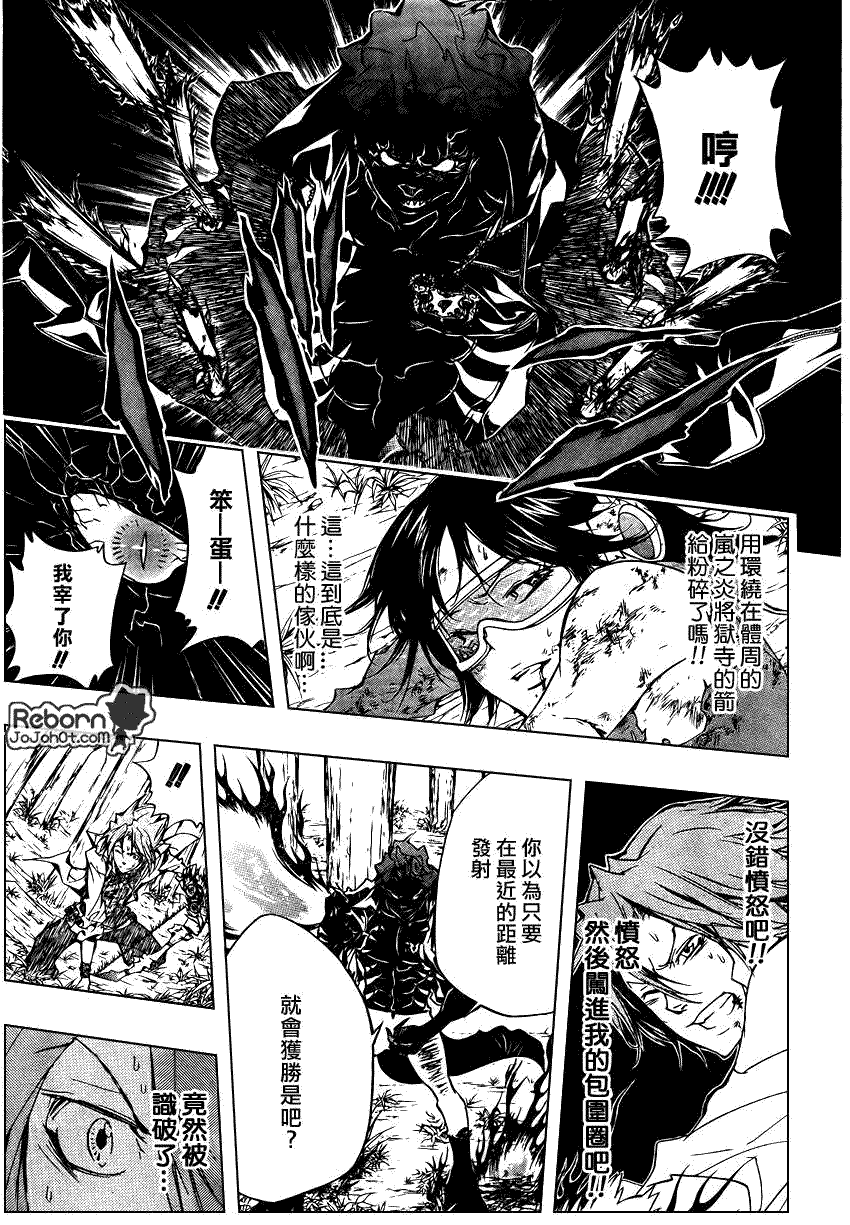 哼!!!!
用環繞在體周的
嵐之炎將獄寺的箭
給粉碎了嗎!!
這…這到底是…
什麼樣的傢伙啊…
笨—蛋—!!
我宰了你!!
Reborn
JoJoHOt.com
沒錯憤怒吧!!
憤怒
然後闖進我的包圍圈吧!!
你以為只要
在最近的距離
發射
就會獲勝是吧?
!!!
竟然被
識破了…